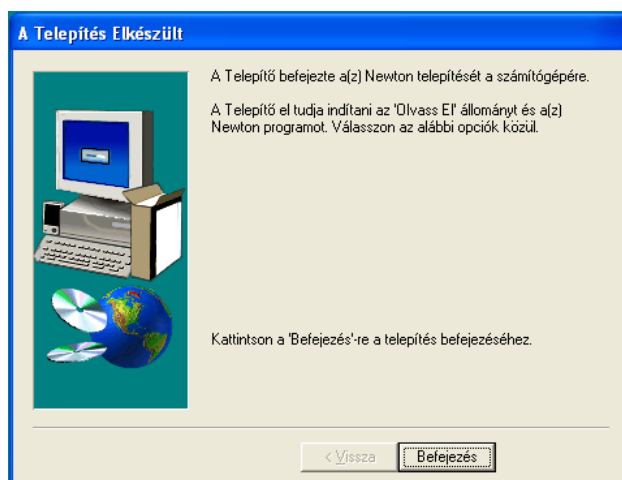 A Telepítés Elkészült
A Telepítő befejezte a(z) Newton telepítését a számítógépére.
A Telepítő el tudja indítani az 'Olvass El' állományt és a(z)
Newton programot. Válasszon az alábbi opciók közül.
Kattintson a 'Befejezés'-re a telepítés befejezéséhez.
< Vissza
Befejezés